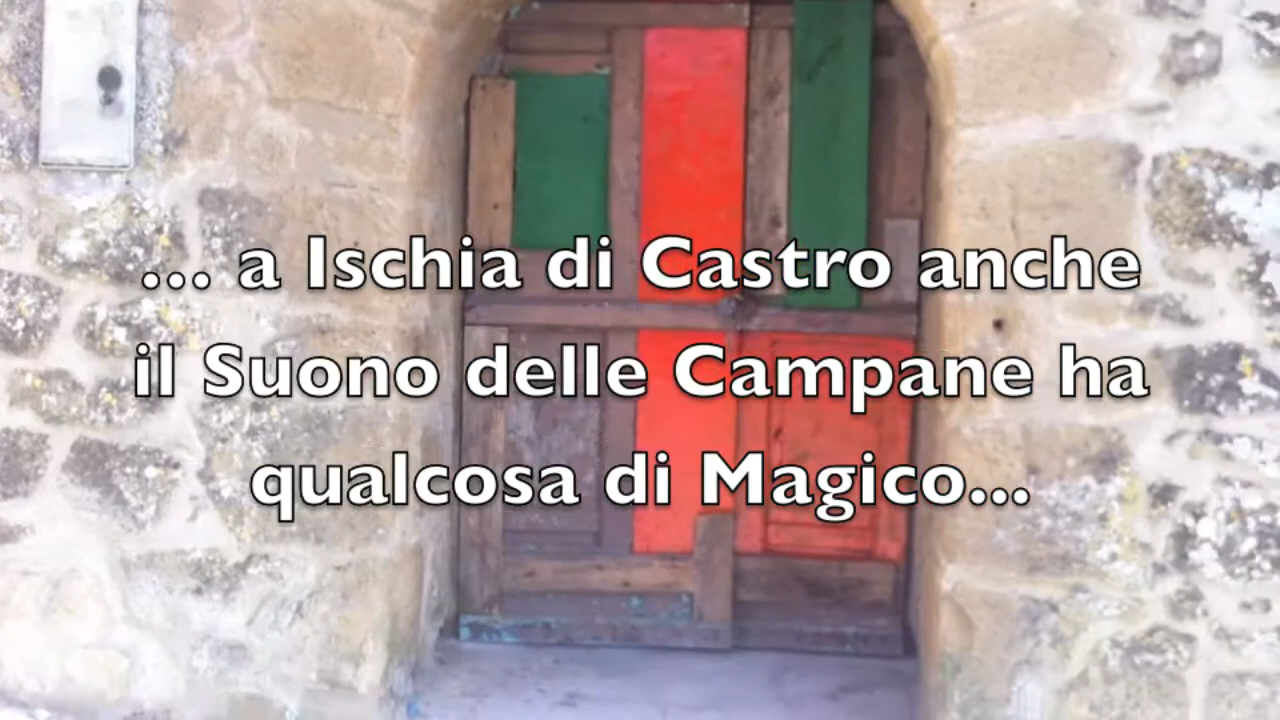 ... a Ischia di Castro anche
il Suono delle Campane ha
qualcosa di Magico...